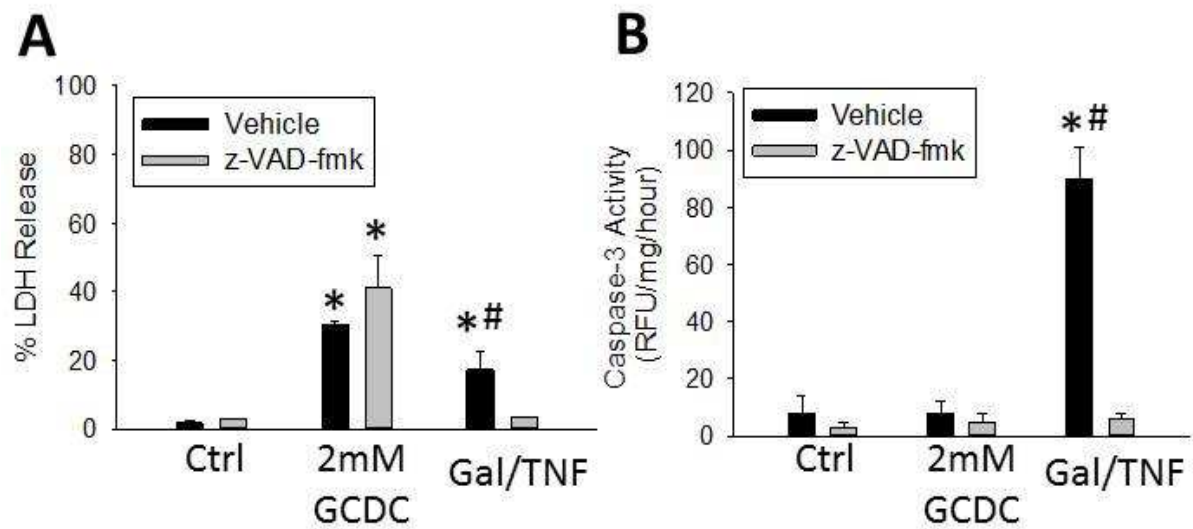 A
% LDH Release
100
80
60
40
20
0
Vehicle
z-VAD-fmk
*
*
*#
Ctrl
2mM
GCDC
Gal/TNF
B
Caspase-3 Activity
(RFU/mg/hour)
120
100
80
60
40
20
0
Vehicle
z-VAD-fmk
*#
Ctrl
2mM
GCDC
Gal/TNF